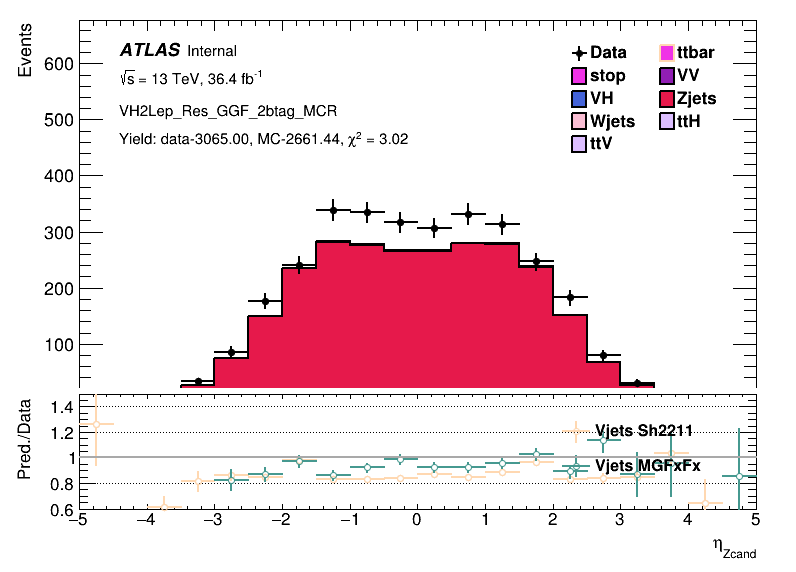 Events
600
500
400
300
200
100
ATLAS Internal
√s = 13 TeV, 36.4 fb⁻¹
VH2Lep_Res_GGF_2btag_MCR
Yield: data-3065.00, MC-2661.44, χ² = 3.02
Data ttbar
stop VV
VH Zjets
Wjets ttH
ttV
Pred./Data
1.4
1.2
1
0.8
0.6
Vjets Sh2211
Vjets MGFxFx
−5 −4 −3 −2 −1 0 1 2 3 4 5
η_Zcand